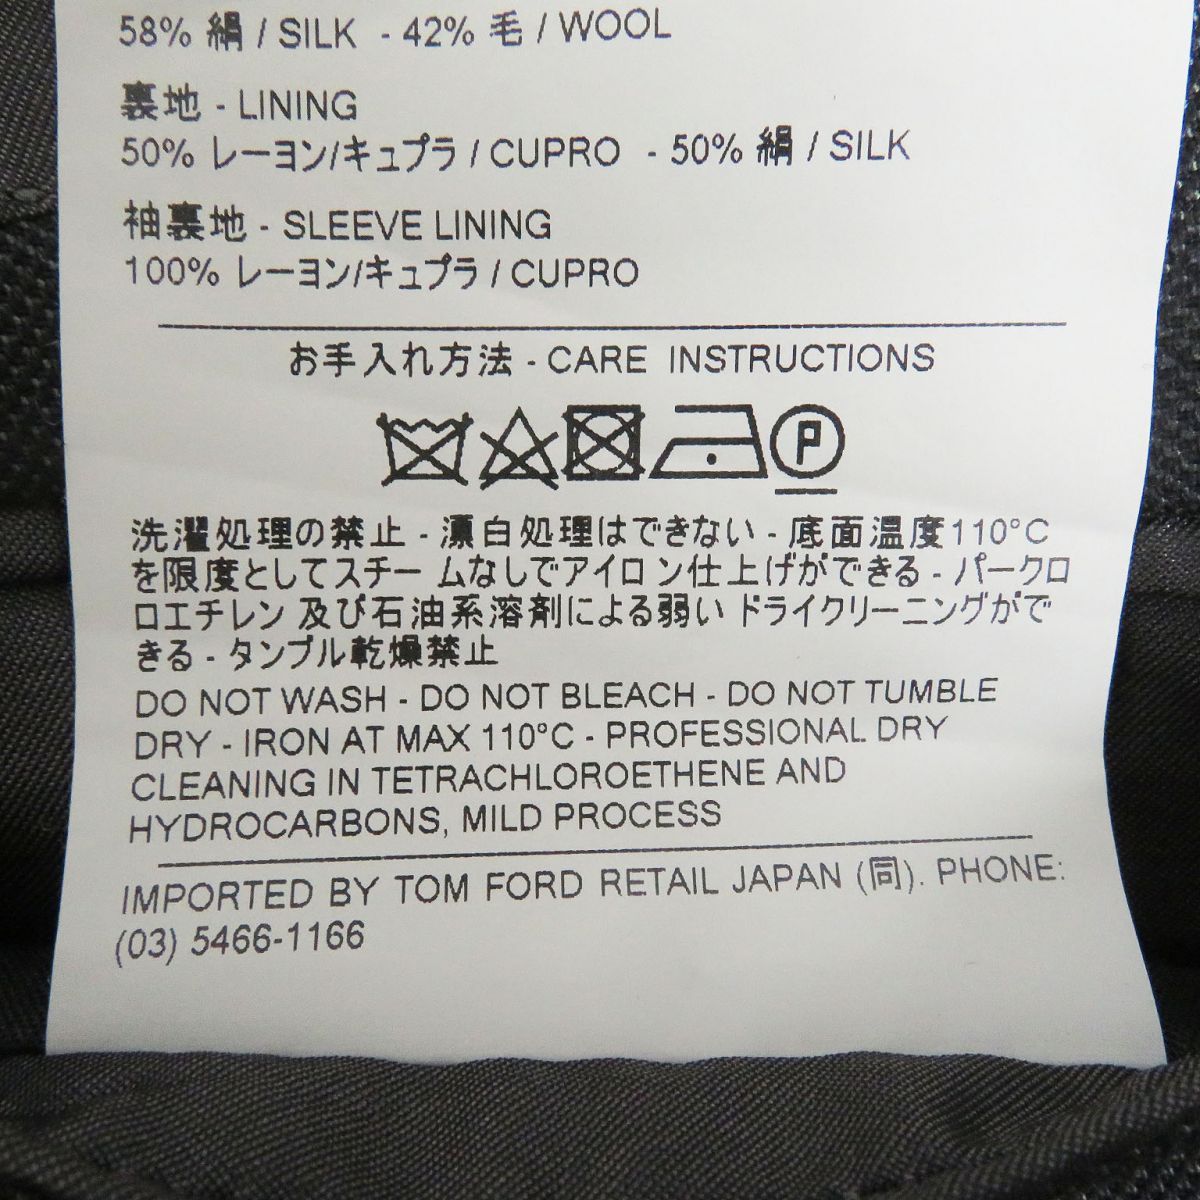 58% 絹 / SILK - 42% 毛 / WOOL
裏地 - LINING
50% レーヨン/キュプラ / CUPRO - 50% 絹 / SILK
袖裏地 - SLEEVE LINING
100% レーヨン/キュプラ / CUPRO
お手入れ方法 - CARE INSTRUCTIONS
P
洗濯処理の禁止 - 漂白処理はできない - 底面温度110°C
を限度としてスチー ムなしでアイロン仕上げができる - パークロ
ロエチレン 及び石油系溶剤による弱い ドライクリーニングがで
きる - タンブル乾燥禁止
DO NOT WASH - DO NOT BLEACH - DO NOT TUMBLE
DRY - IRON AT MAX 110°C - PROFESSIONAL DRY
CLEANING IN TETRACHLOROETHENE AND
HYDROCARBONS, MILD PROCESS
IMPORTED BY TOM FORD RETAIL JAPAN (同). PHONE:
(03) 5466-1166